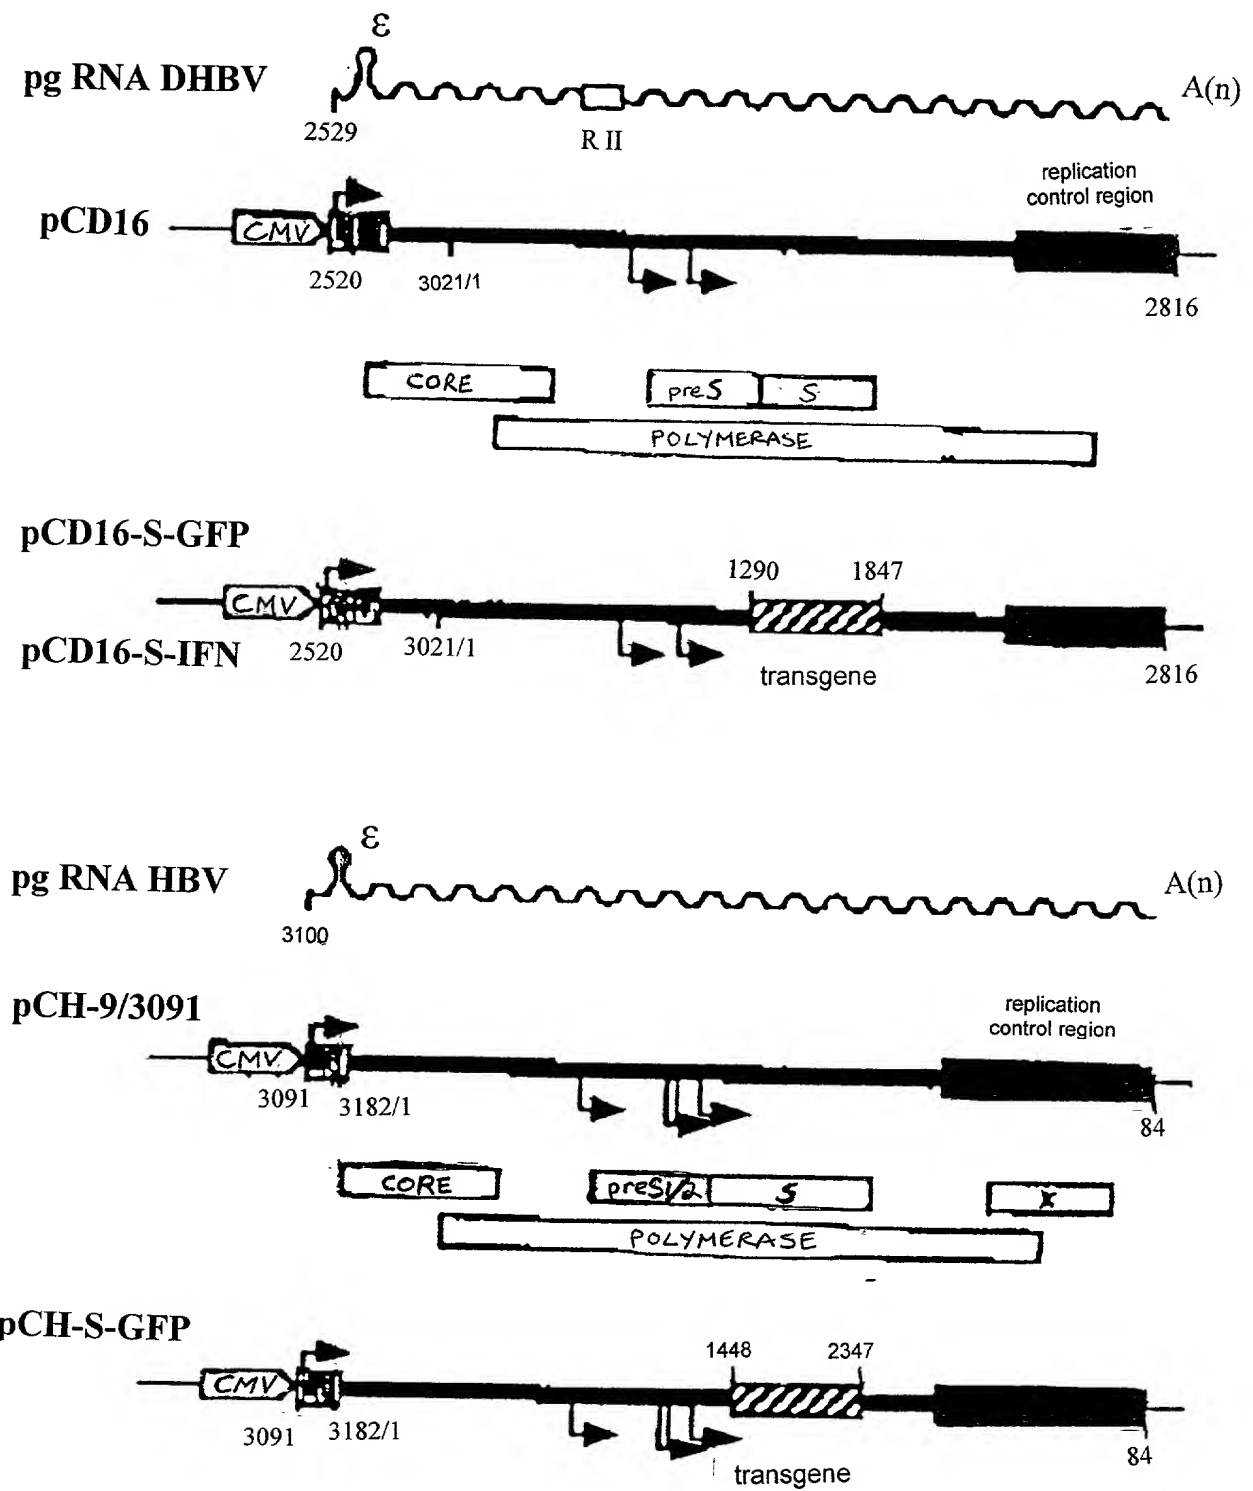 ε
pg RNA DHBV
A(n)
2529
R II
replication
control region
pCD16
CMV
2520
3021/1
2816
CORE
preS
S
POLYMERASE
pCD16-S-GFP
1290
1847
CMV
pCD16-S-IFN
2520
3021/1
transgene
2816
ε
pg RNA HBV
A(n)
3100
pCH-9/3091
replication
control region
CMV
3091
3182/1
84
CORE
preS1/2
S
X
POLYMERASE
pCH-S-GFP
1448
2347
CMV
3091
3182/1
transgene
84